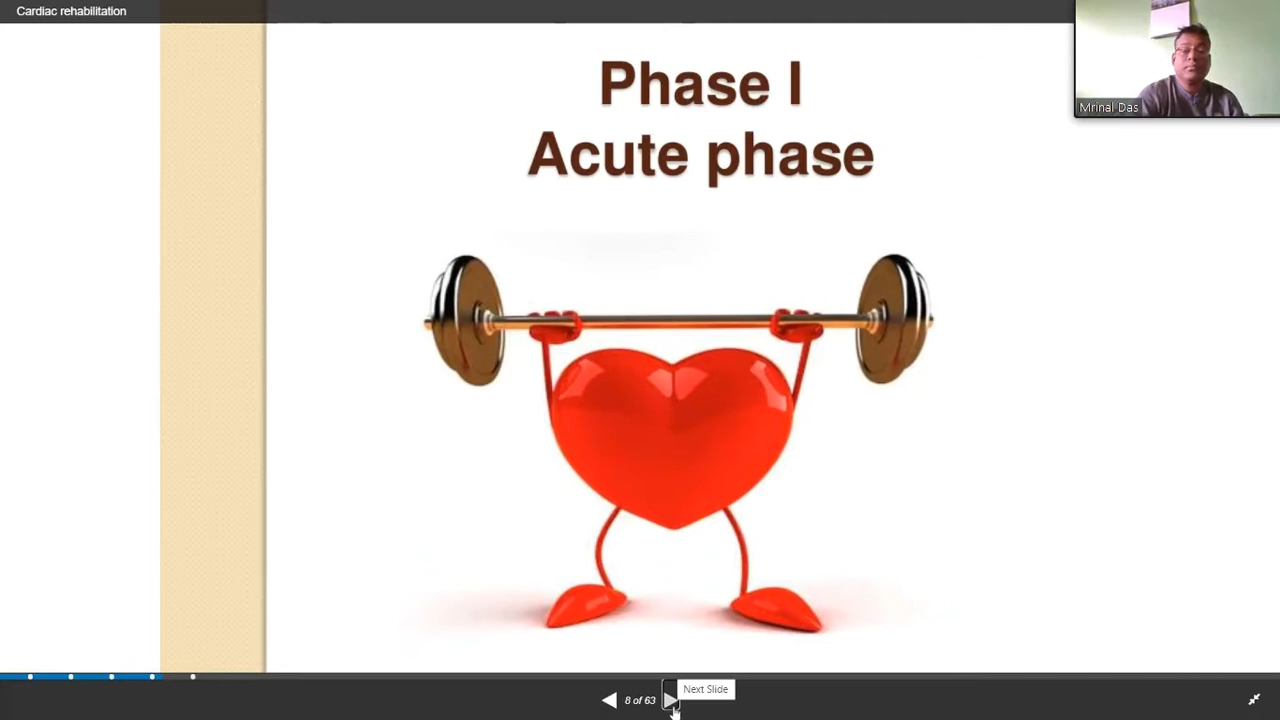 Cardiac rehabilitation
Mrinal Das
Phase I
Acute phase
Next Slide
8 of 63